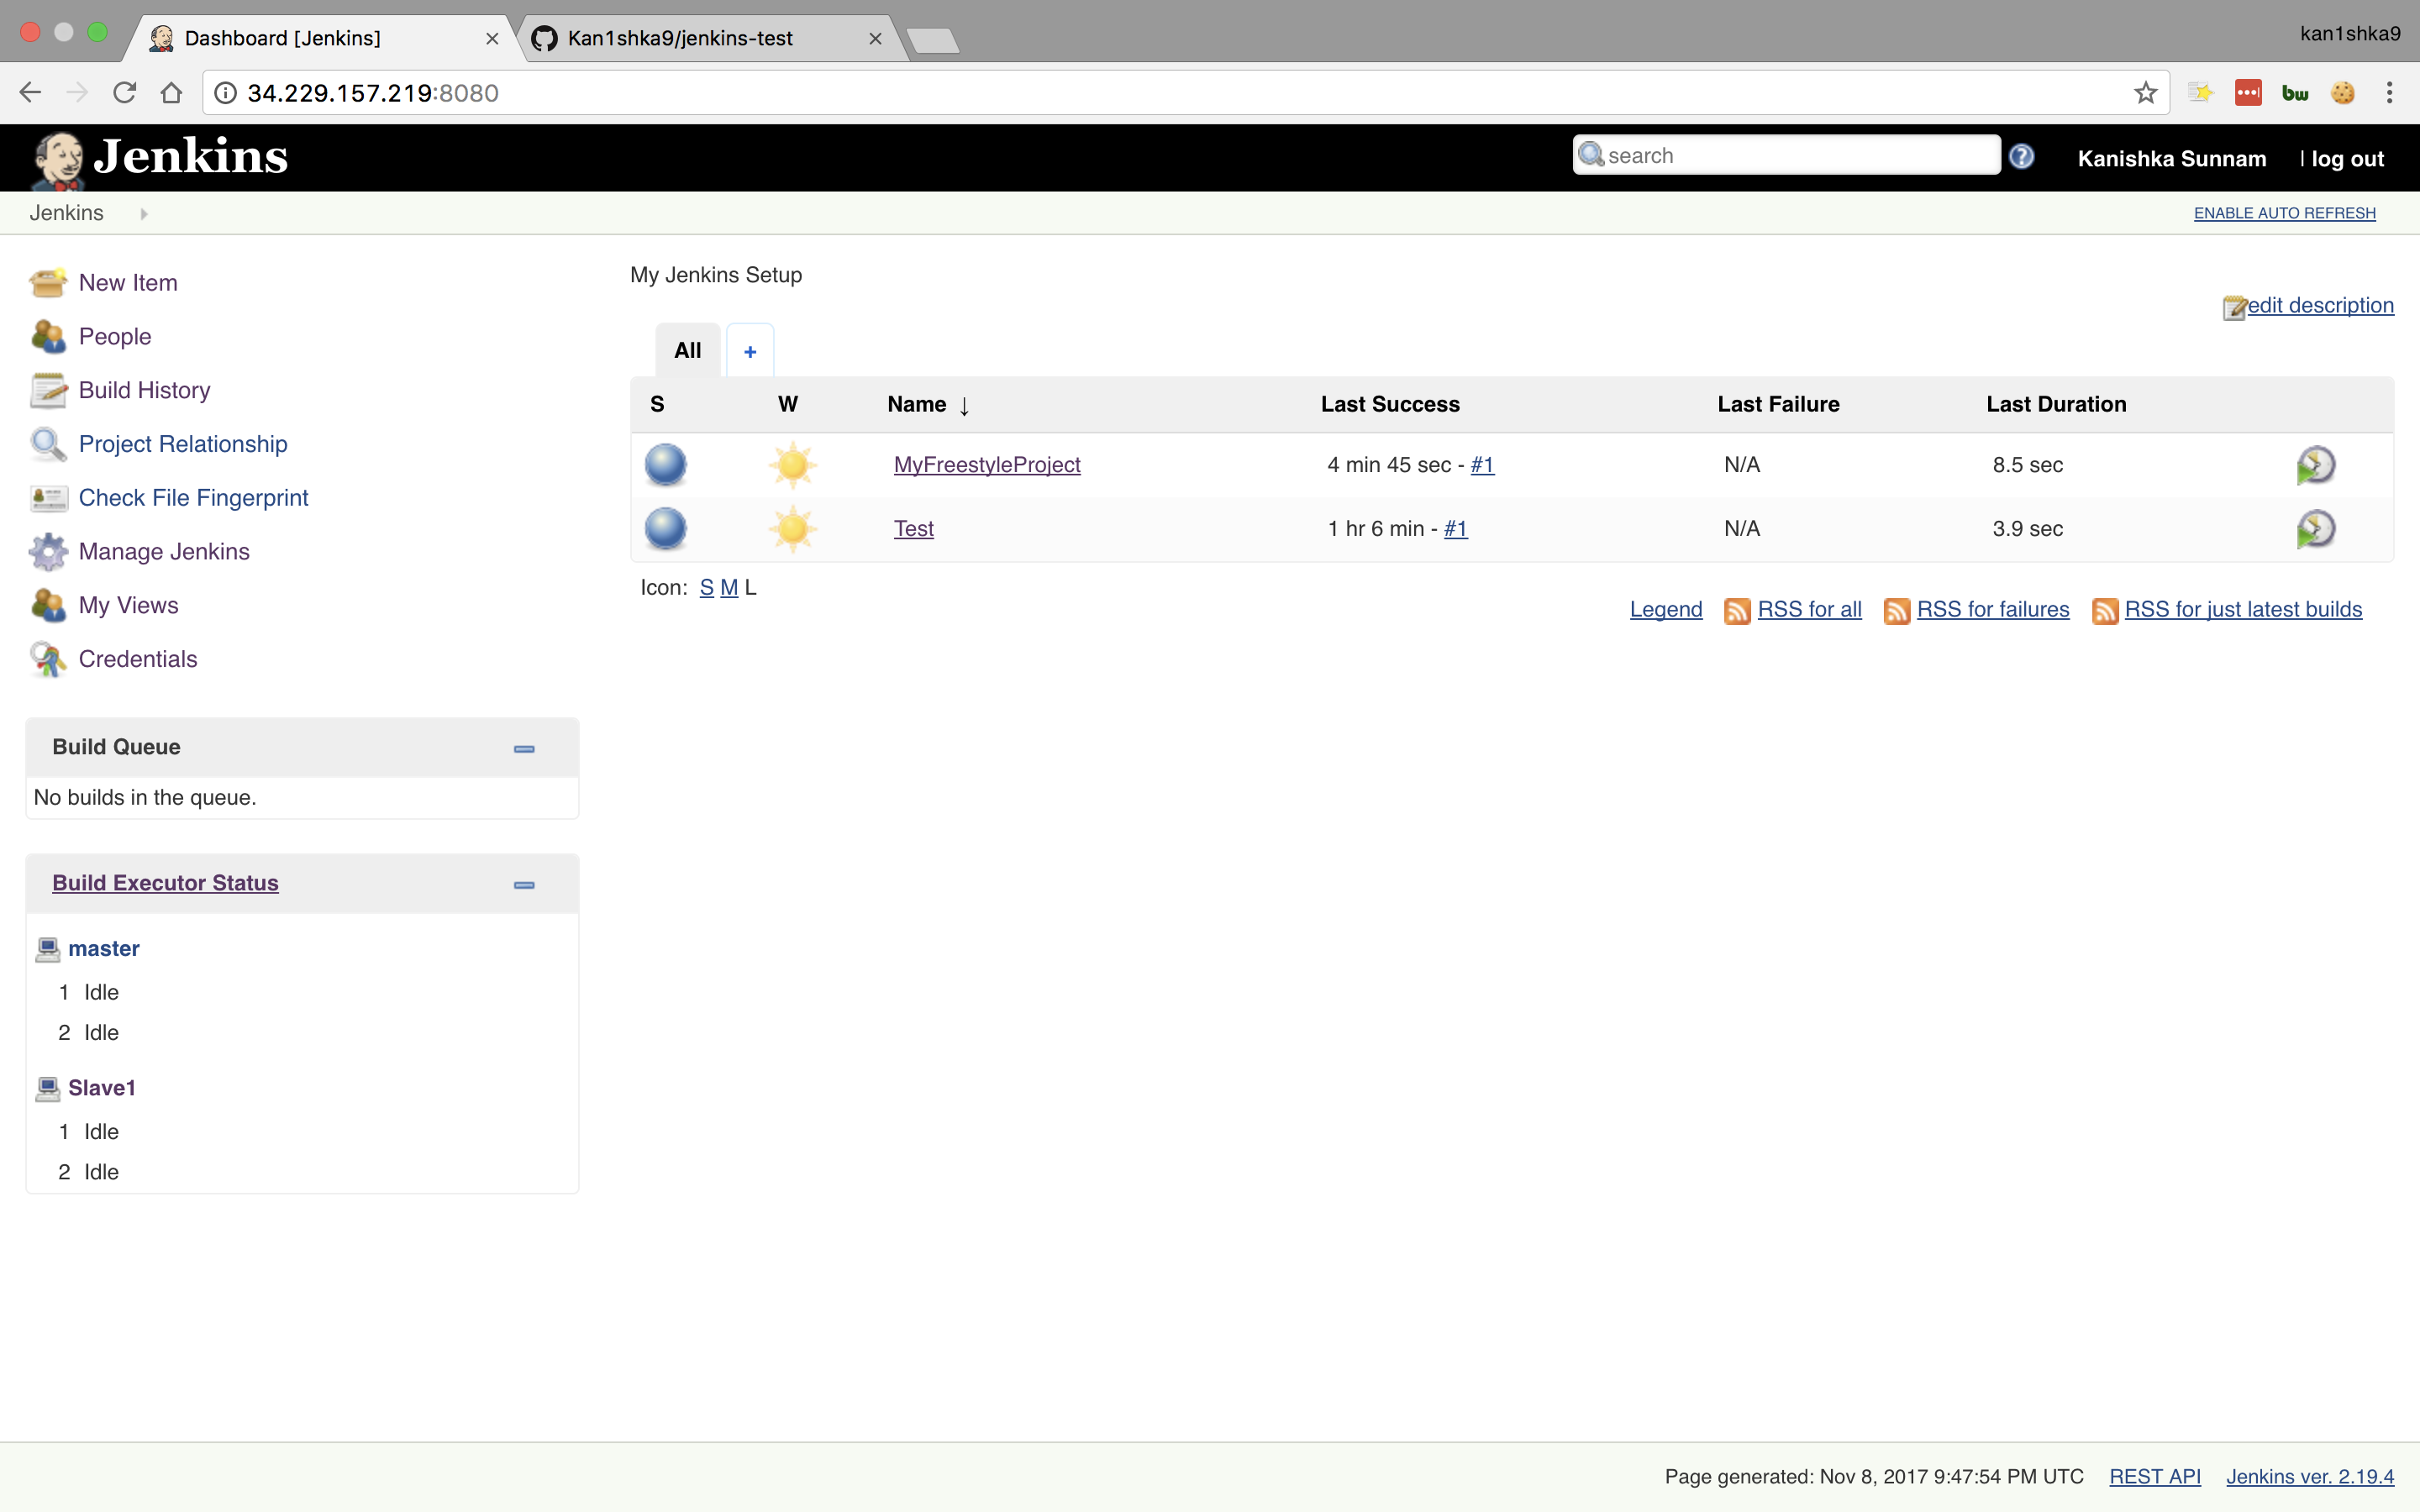 Dashboard [Jenkins]
Kan1shka9/jenkins-test
kan1shka9
34.229.157.219:8080
bw
Jenkins
search
Kanishka Sunnam | log out
Jenkins
ENABLE AUTO REFRESH
New Item
People
Build History
Project Relationship
Check File Fingerprint
Manage Jenkins
My Views
Credentials
Build Queue
No builds in the queue.
Build Executor Status
master
1 Idle
2 Idle
Slave1
1 Idle
2 Idle
My Jenkins Setup
edit description
All +
S W Name ↓ Last Success Last Failure Last Duration
MyFreestyleProject 4 min 45 sec - #1 N/A 8.5 sec
Test 1 hr 6 min - #1 N/A 3.9 sec
Icon: S M L
Legend RSS for all RSS for failures RSS for just latest builds
Page generated: Nov 8, 2017 9:47:54 PM UTC REST API Jenkins ver. 2.19.4